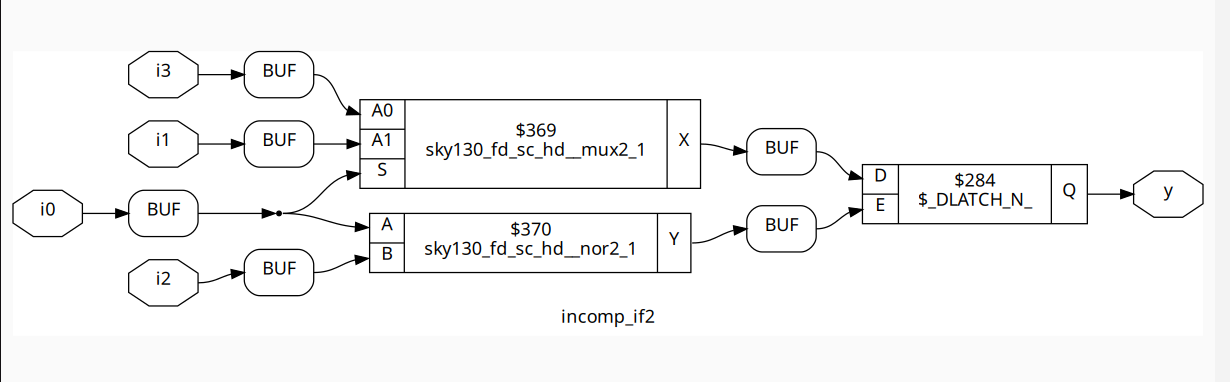 i3
BUF
i1
BUF
i0
BUF
i2
BUF
A0
A1
S
$369
sky130_fd_sc_hd__mux2_1
X
A
B
$370
sky130_fd_sc_hd__nor2_1
Y
BUF
BUF
D
E
$284
$_DLATCH_N_
Q
y
incomp_if2